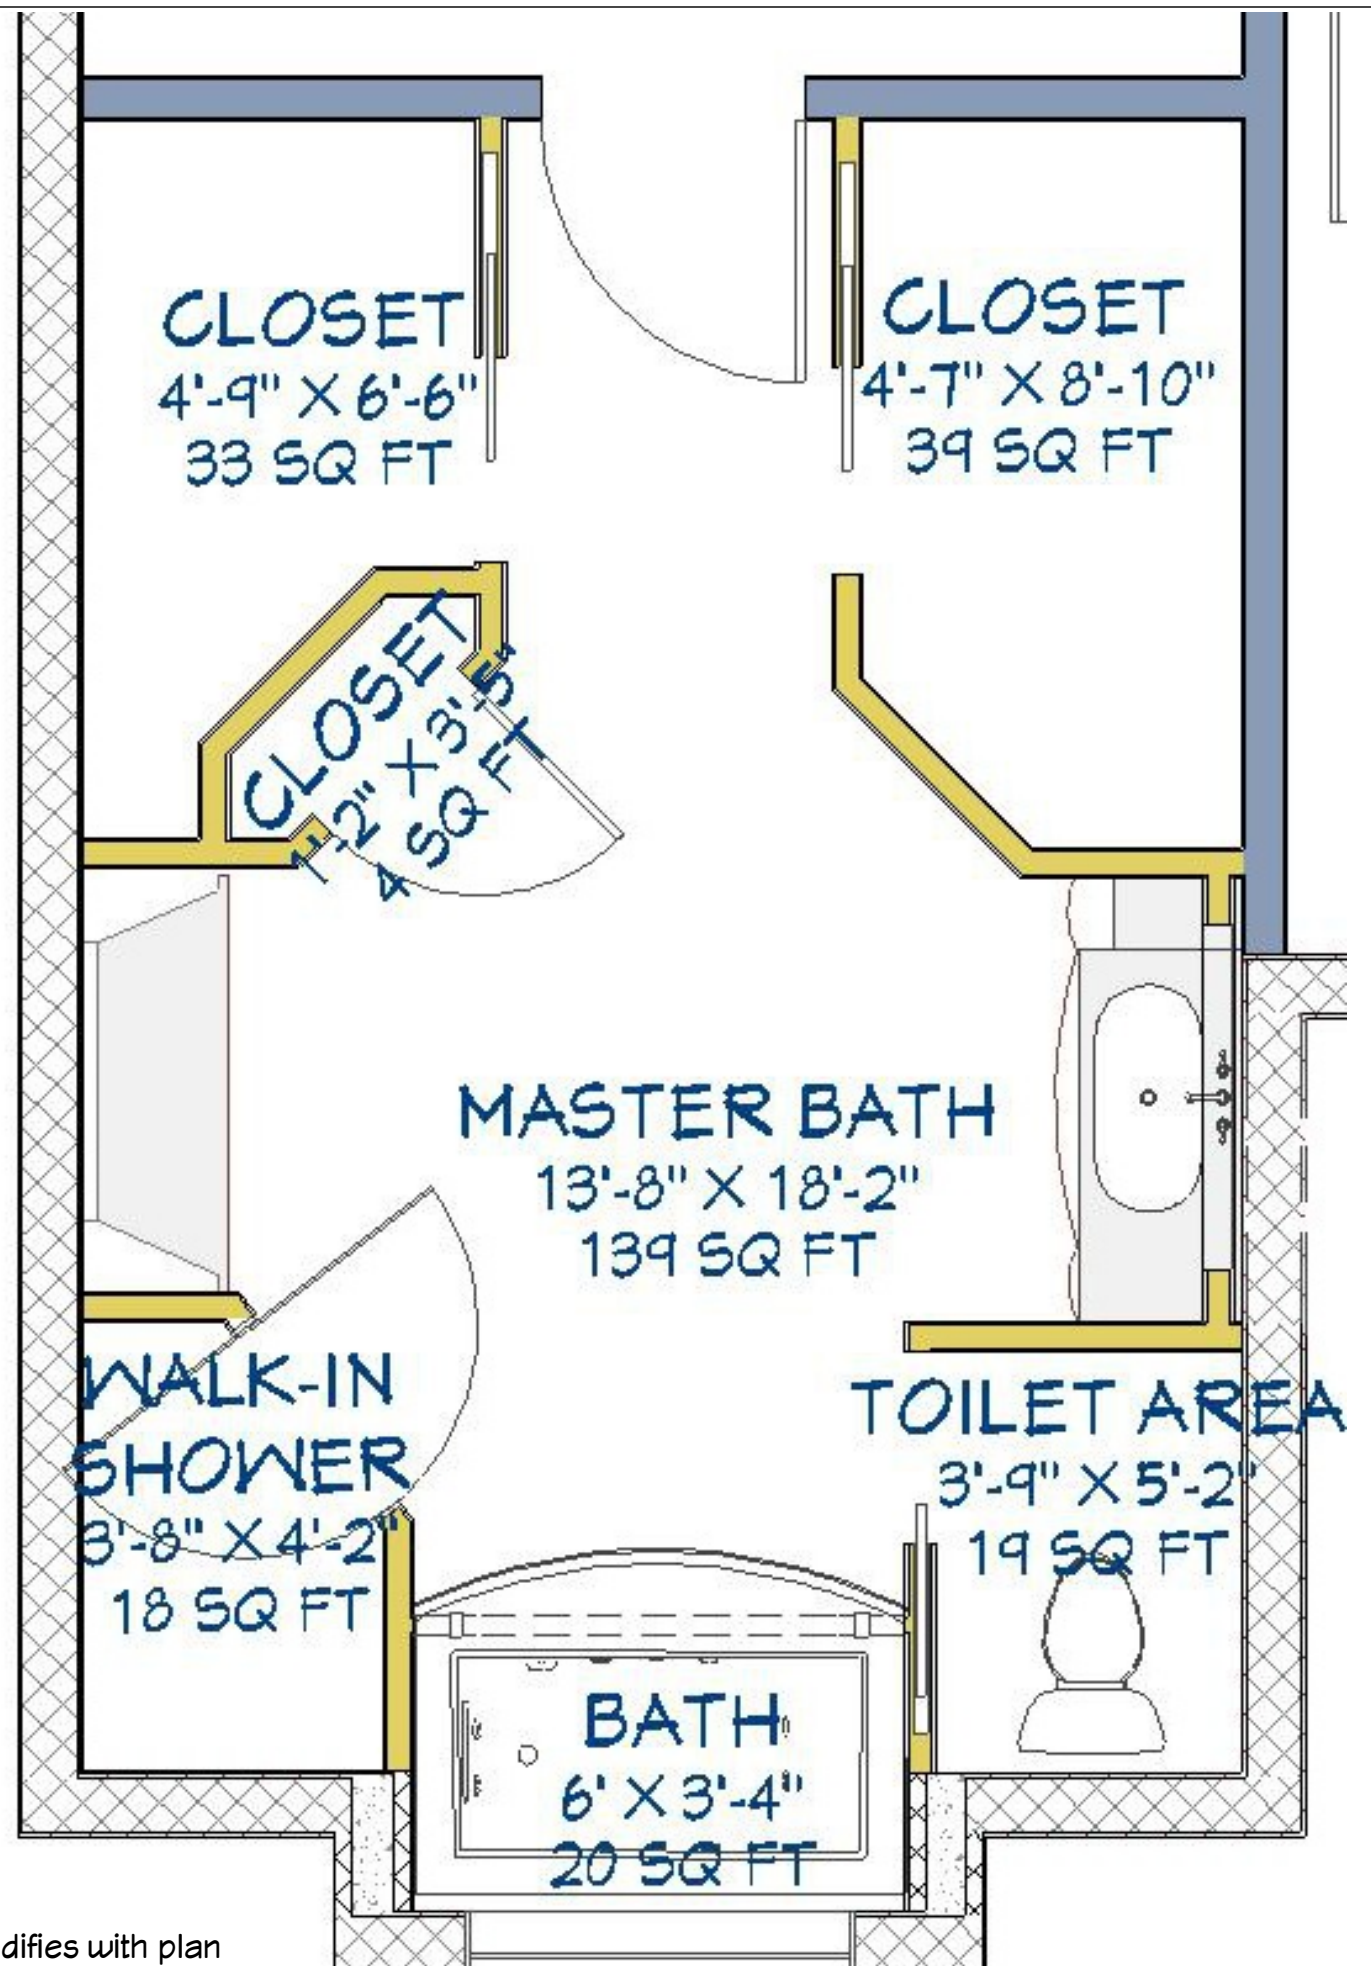 CLOSET
4'-9" X 6'-6"
33 SQ FT
CLOSET
4'-7" X 8'-10"
39 SQ FT
CLOSET
1'-2" X 3'-5"
4 SQ FT
MASTER BATH
13'-8" X 18'-2"
139 SQ FT
WALK-IN
SHOWER
3'-8" X 4'-2"
18 SQ FT
TOILET AREA
3'-9" X 5'-2"
19 SQ FT
BATH
6' X 3'-4"
20 SQ FT
difies with plan